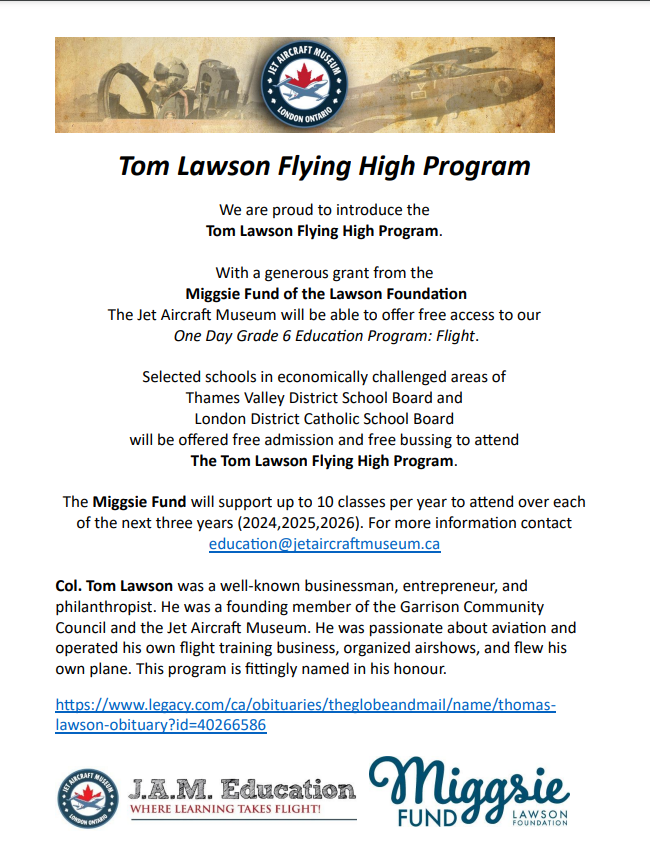 JET AIRCRAFT MUSEUM
LONDON ONTARIO
Tom Lawson Flying High Program
We are proud to introduce the
Tom Lawson Flying High Program.
With a generous grant from the
Miggsie Fund of the Lawson Foundation
The Jet Aircraft Museum will be able to offer free access to our
One Day Grade 6 Education Program: Flight.
Selected schools in economically challenged areas of
Thames Valley District School Board and
London District Catholic School Board
will be offered free admission and free bussing to attend
The Tom Lawson Flying High Program.
The Miggsie Fund will support up to 10 classes per year to attend over each
of the next three years (2024,2025,2026). For more information contact
education@jetaircraftmuseum.ca
Col. Tom Lawson was a well-known businessman, entrepreneur, and
philanthropist. He was a founding member of the Garrison Community
Council and the Jet Aircraft Museum. He was passionate about aviation and
operated his own flight training business, organized airshows, and flew his
own plane. This program is fittingly named in his honour.
https://www.legacy.com/ca/obituaries/theglobeandmail/name/thomas-
lawson-obituary?id=40266586
JET AIRCRAFT MUSEUM
LONDON ONTARIO
J.A.M. Education
WHERE LEARNING TAKES FLIGHT!
Miggsie
FUND
LAWSON
FOUNDATION